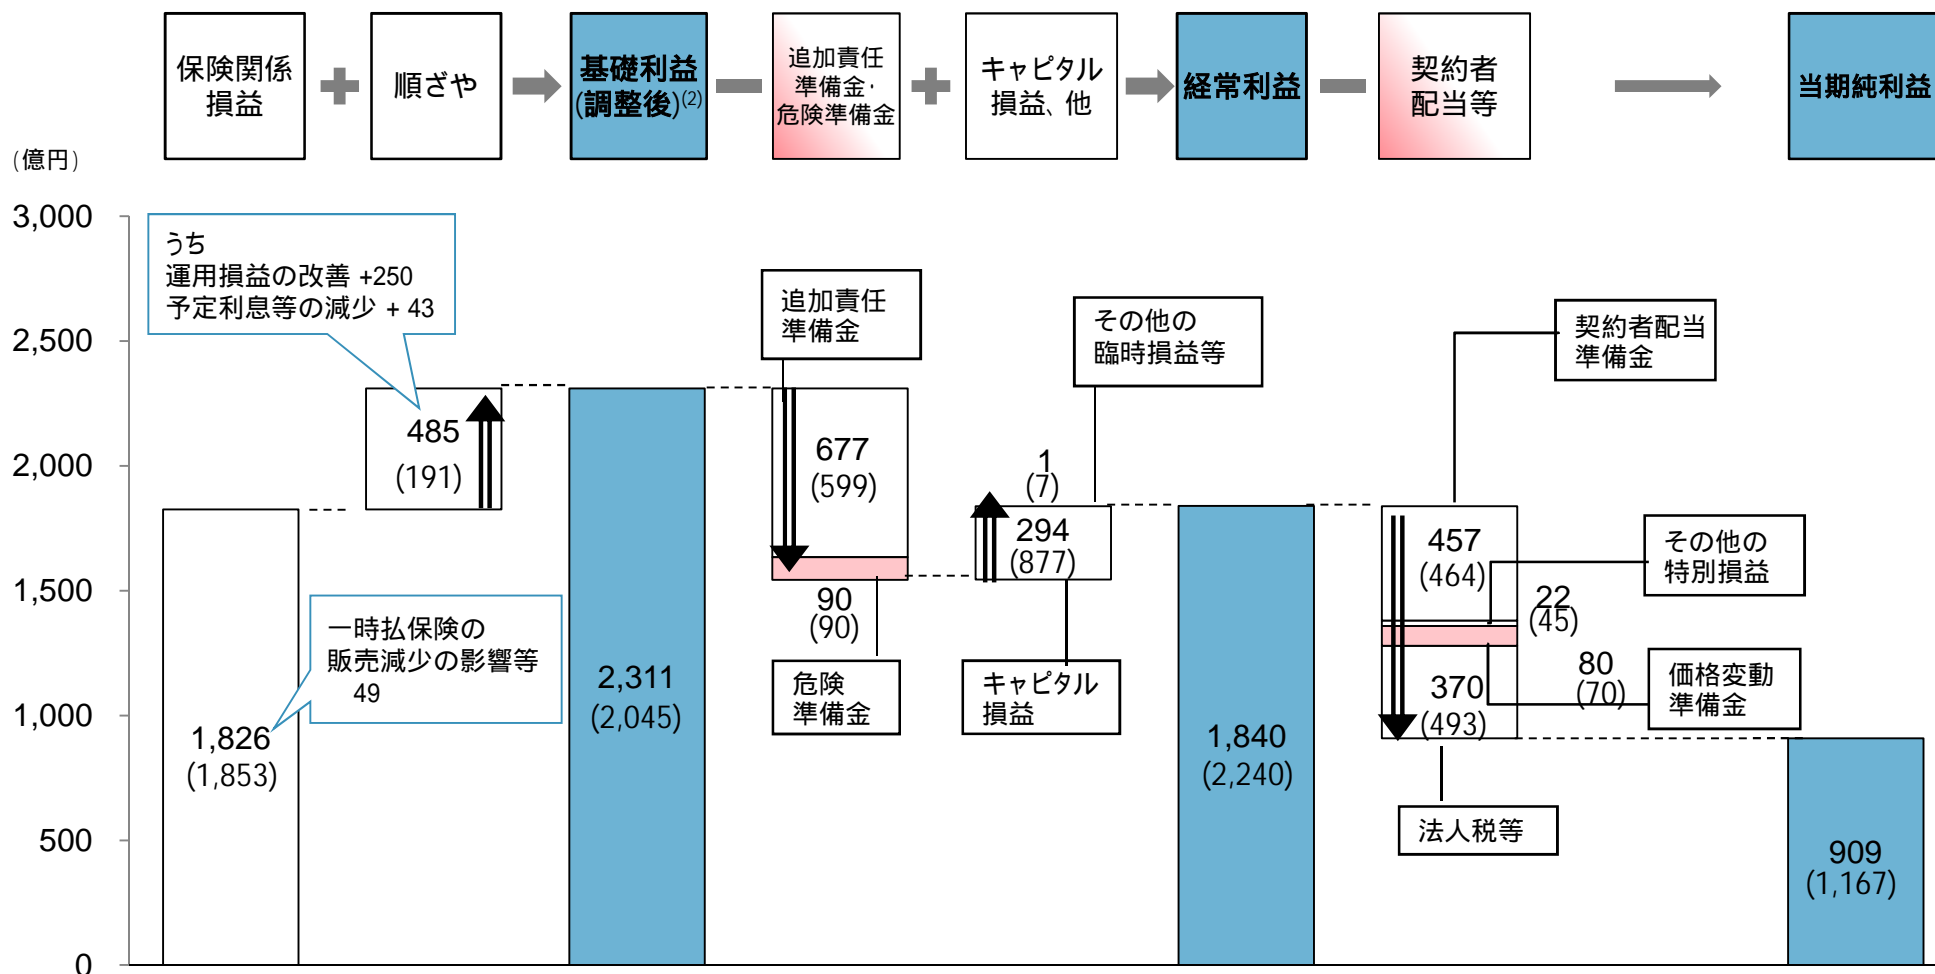 保険関係
損益
順ざや
基礎利益
(調整後)(2)
追加責任
準備金・
危険準備金
キャピタル
損益、他
経常利益
契約者
配当等
当期純利益
(億円)
3,000
2,500
2,000
1,500
1,000
500
0
うち
運用損益の改善 +250
予定利息等の減少 + 43
一時払保険の
販売減少の影響等
49
1,826
(1,853)
485
(191)
2,311
(2,045)
追加責任
準備金
677
(599)
90
(90)
危険
準備金
その他の
臨時損益等
1
(7)
294
(877)
キャピタル
損益
1,840
(2,240)
契約者配当
準備金
457
(464)
その他の
特別損益
22
(45)
80
(70)
価格変動
準備金
370
(493)
法人税等
909
(1,167)